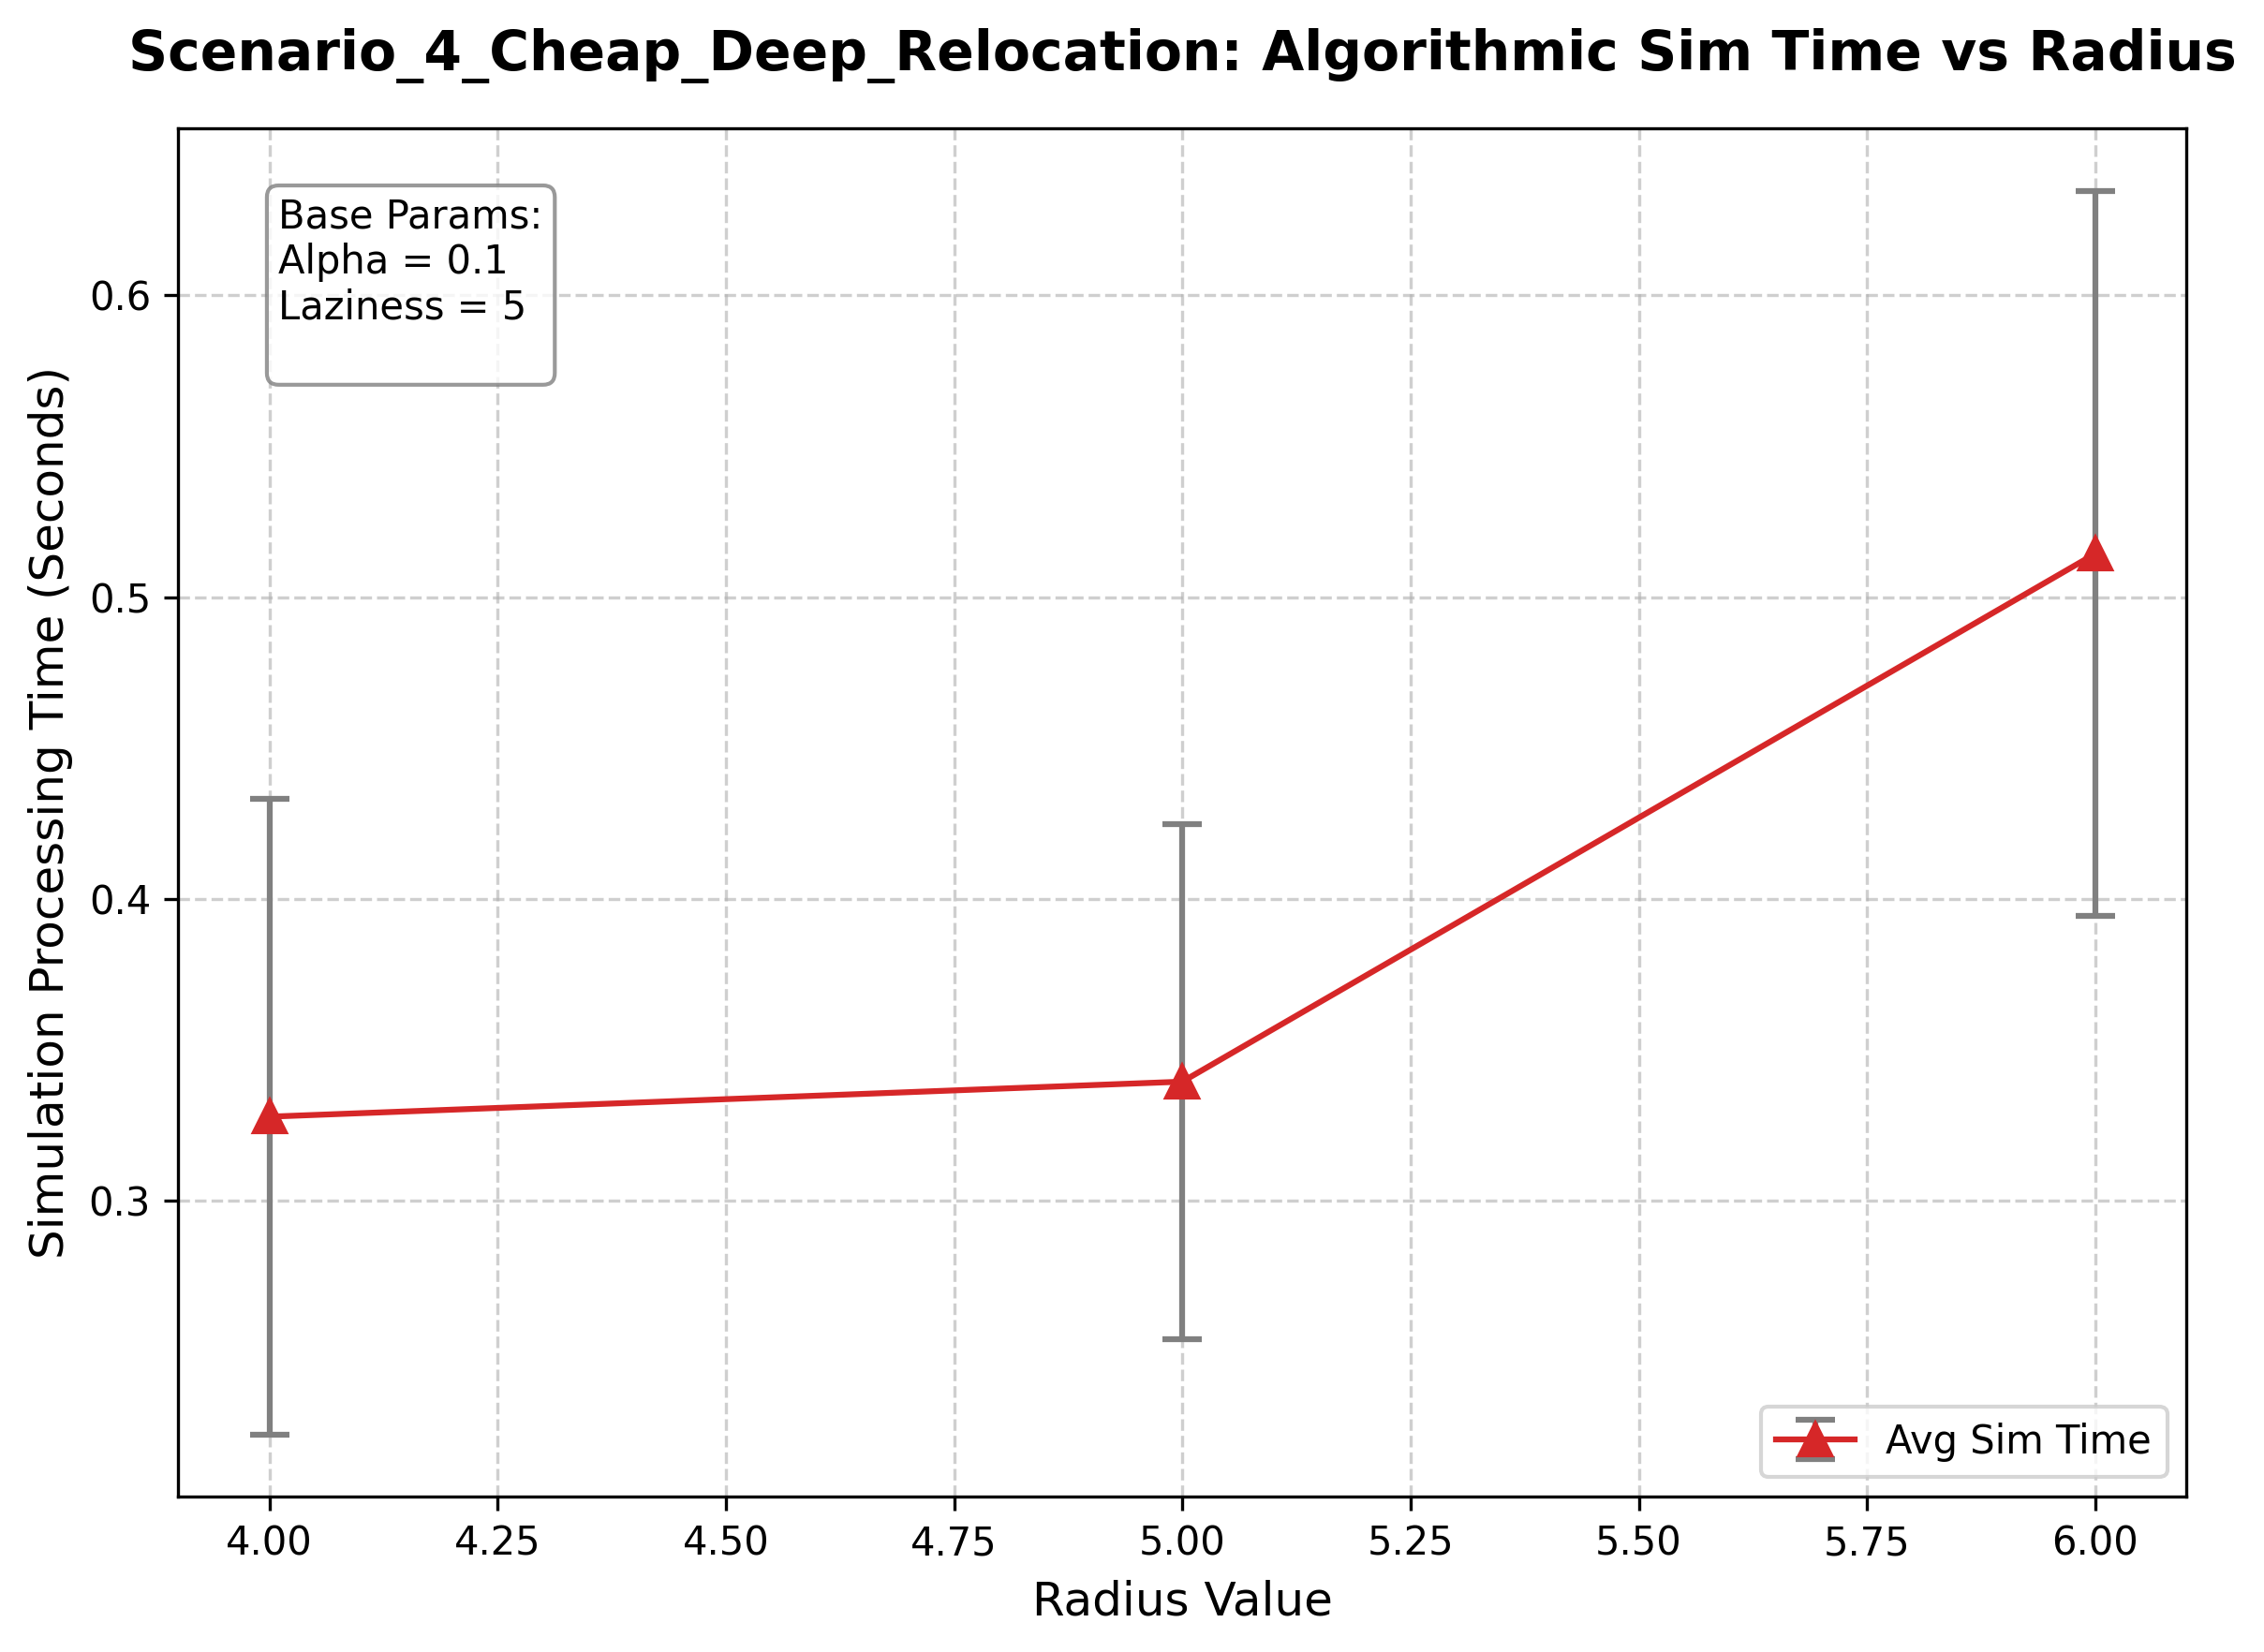 Scenario_4_Cheap_Deep_Relocation: Algorithmic Sim Time vs Radius
Base Params:
Alpha = 0.1
Laziness = 5
Simulation Processing Time (Seconds)
0.6
0.5
0.4
0.3
Avg Sim Time
4.00 4.25 4.50 4.75 5.00 5.25 5.50 5.75 6.00
Radius Value